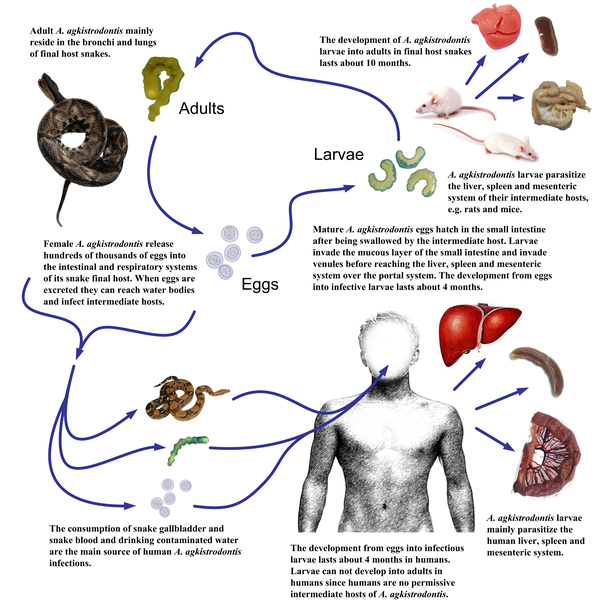 Adult A. agkistrodontis mainly
reside in the bronchi and lungs
of final host snakes.
The development of A. agkistrodontis
larvae into adults in final host snakes
lasts about 10 months.
Adults
Larvae
A. agkistrodontis larvae parasitize
the liver, spleen and mesenteric
system of their intermediate hosts,
e.g. rats and mice.
Mature A. agkistrodontis eggs hatch in the small intestine
after being swallowed by the intermediate host. Larvae
invade the mucous layer of the small intestine and invade
venules before reaching the liver, spleen and mesenteric
system over the portal system. The development from eggs
into infective larvae lasts about 4 months.
Female A. agkistrodontis release
hundreds of thousands of eggs into
the intestinal and respiratory systems
of its snake final host. When eggs are
excreted they can reach water bodies
and infect intermediate hosts.
Eggs
The consumption of snake gallbladder and
snake blood and drinking contaminated water
are the main source of human A. agkistrodontis
infections.
The development from eggs into infectious
larvae lasts about 4 months in humans.
Larvae can not develop into adults in
humans since humans are no permissive
intermediate hosts of A. agkistrodontis.
A. agkistrodontis larvae
mainly parasitize the
human liver, spleen and
mesenteric system.